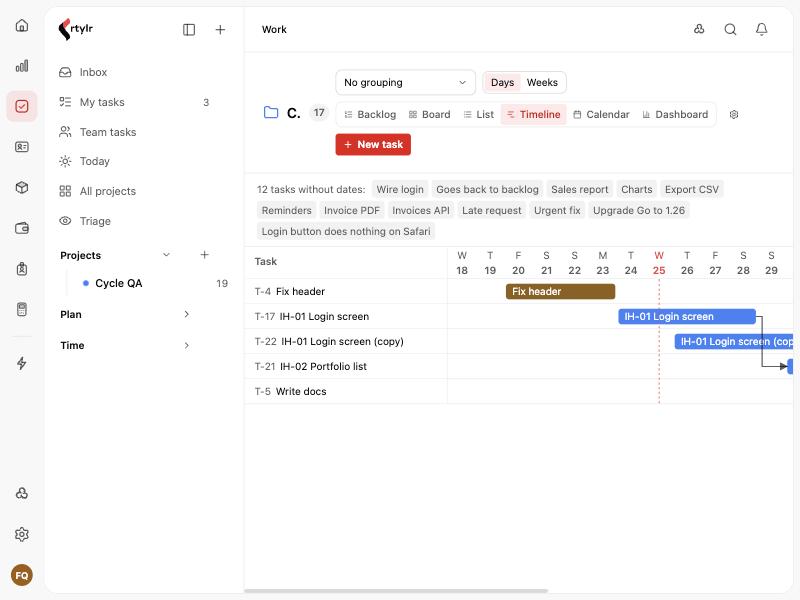 rtylr
Inbox
My tasks 3
Team tasks
Today
All projects
Triage
Projects
Cycle QA 19
Plan
Time
FQ
Work
No grouping Days Weeks
C. 17
Backlog Board List Timeline Calendar Dashboard
New task
12 tasks without dates: Wire login Goes back to backlog Sales report Charts Export CSV
Reminders Invoice PDF Invoices API Late request Urgent fix Upgrade Go to 1.26
Login button does nothing on Safari
Task W T F S S M T W T F S S
18 19 20 21 22 23 24 25 26 27 28 29
T-4 Fix header Fix header
T-17 IH-01 Login screen IH-01 Login screen
T-22 IH-01 Login screen (copy) IH-01 Login screen (cop
T-21 IH-02 Portfolio list
T-5 Write docs